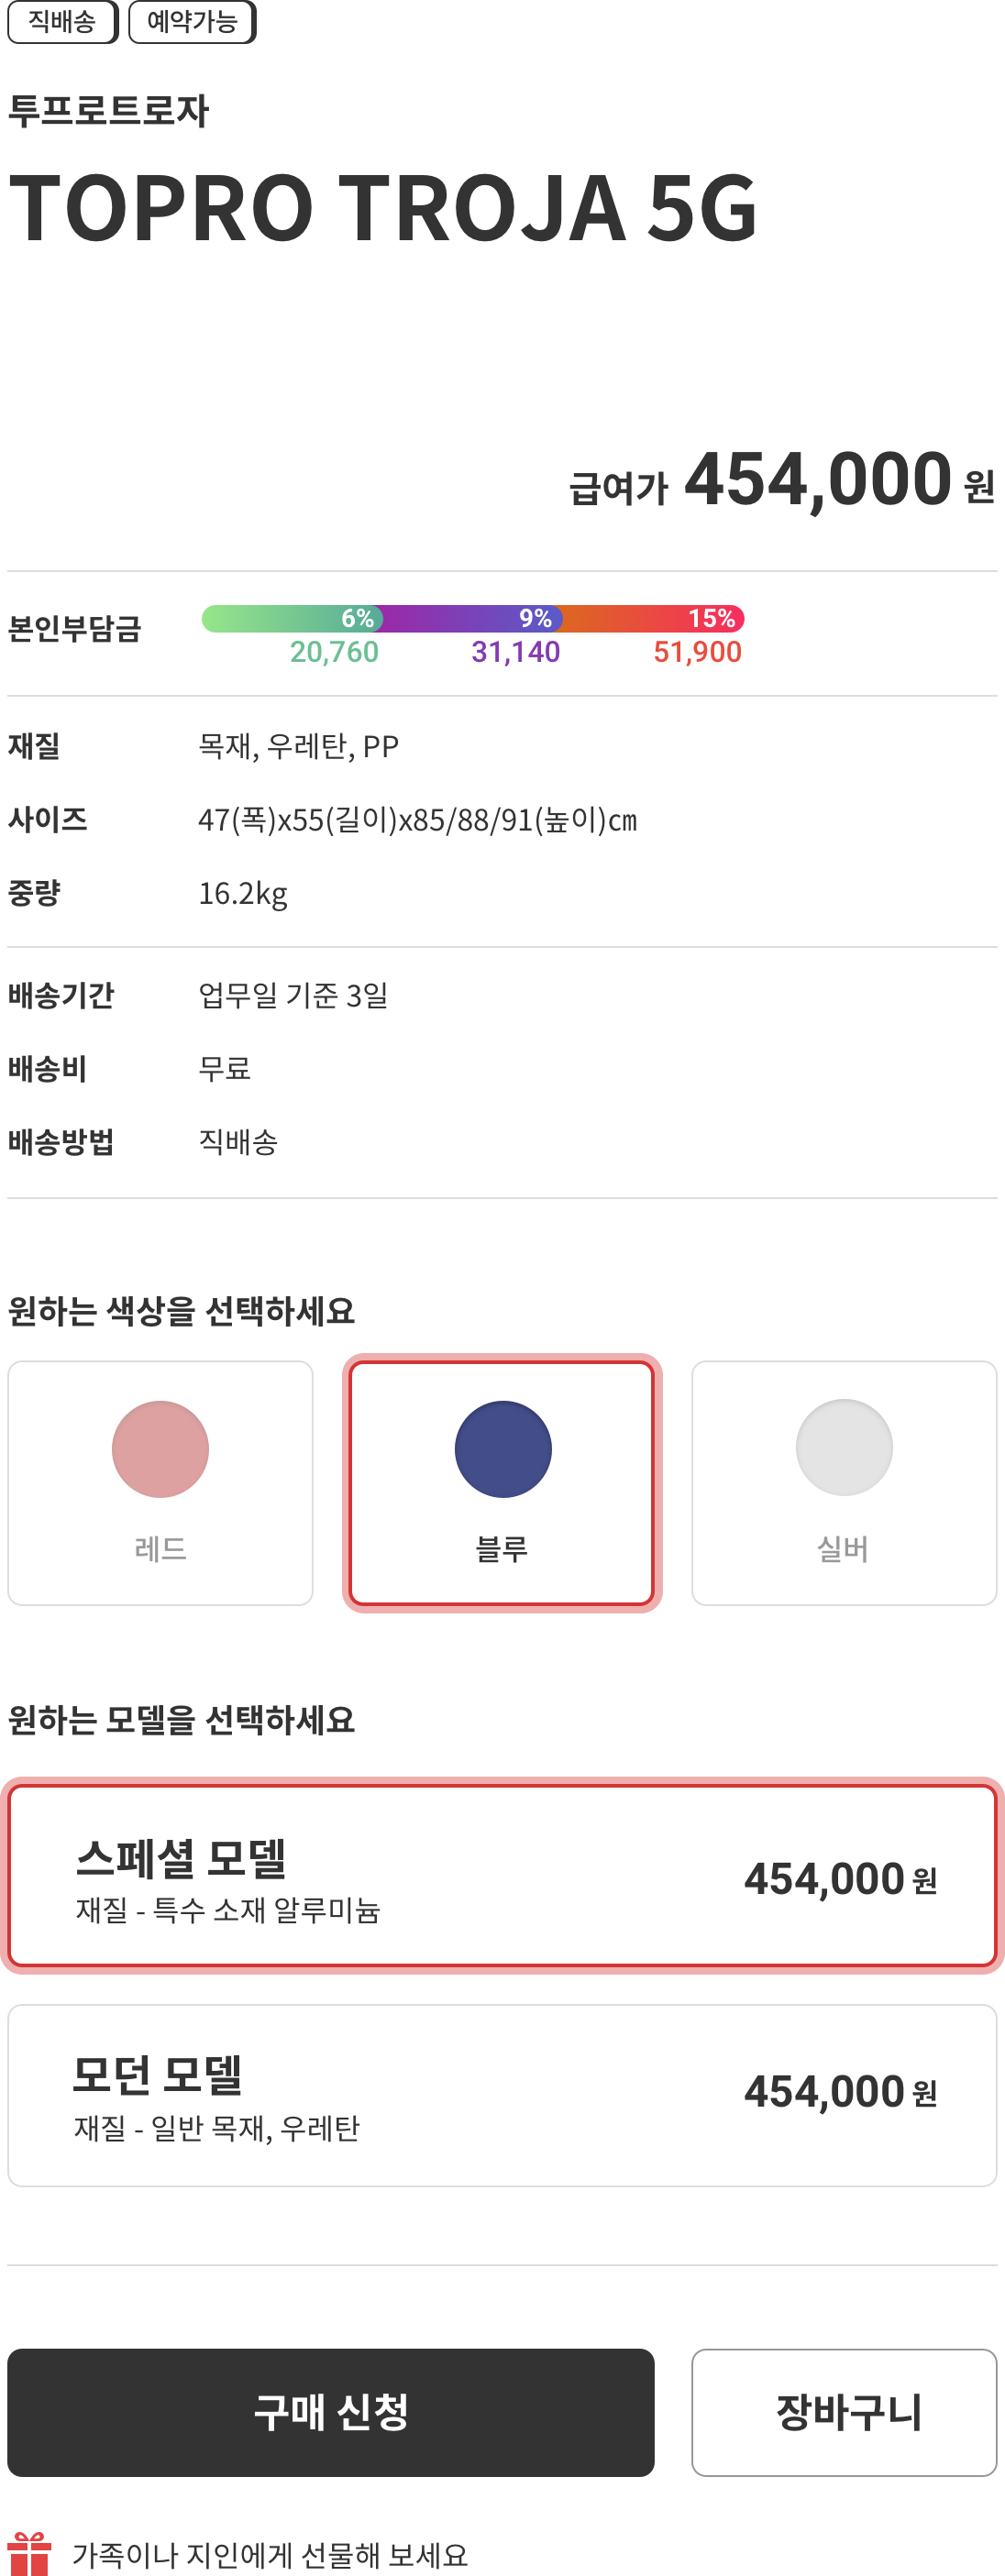 직배송 예약가능
투프로트로자
TOPRO TROJA 5G
급여가 454,000 원
본인부담금 6% 9% 15%
20,760 31,140 51,900
재질 목재, 우레탄, PP
사이즈 47(폭)x55(길이)x85/88/91(높이)㎝
중량 16.2kg
배송기간 업무일 기준 3일
배송비 무료
배송방법 직배송
원하는 색상을 선택하세요
레드 블루 실버
원하는 모델을 선택하세요
스페셜 모델
454,000 원
재질 - 특수 소재 알루미늄
모던 모델
454,000 원
재질 - 일반 목재, 우레탄
구매 신청 장바구니
가족이나 지인에게 선물해 보세요